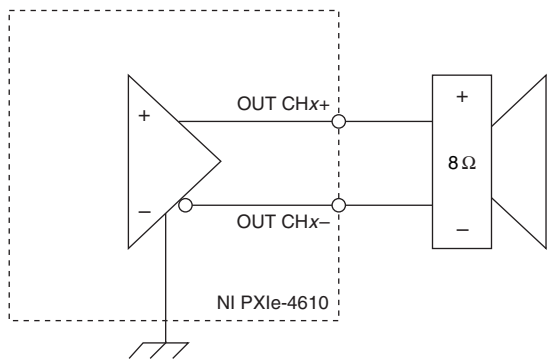 OUT CHx+
+
+
8 Ω
–
–
OUT CHx–
NI PXIe-4610